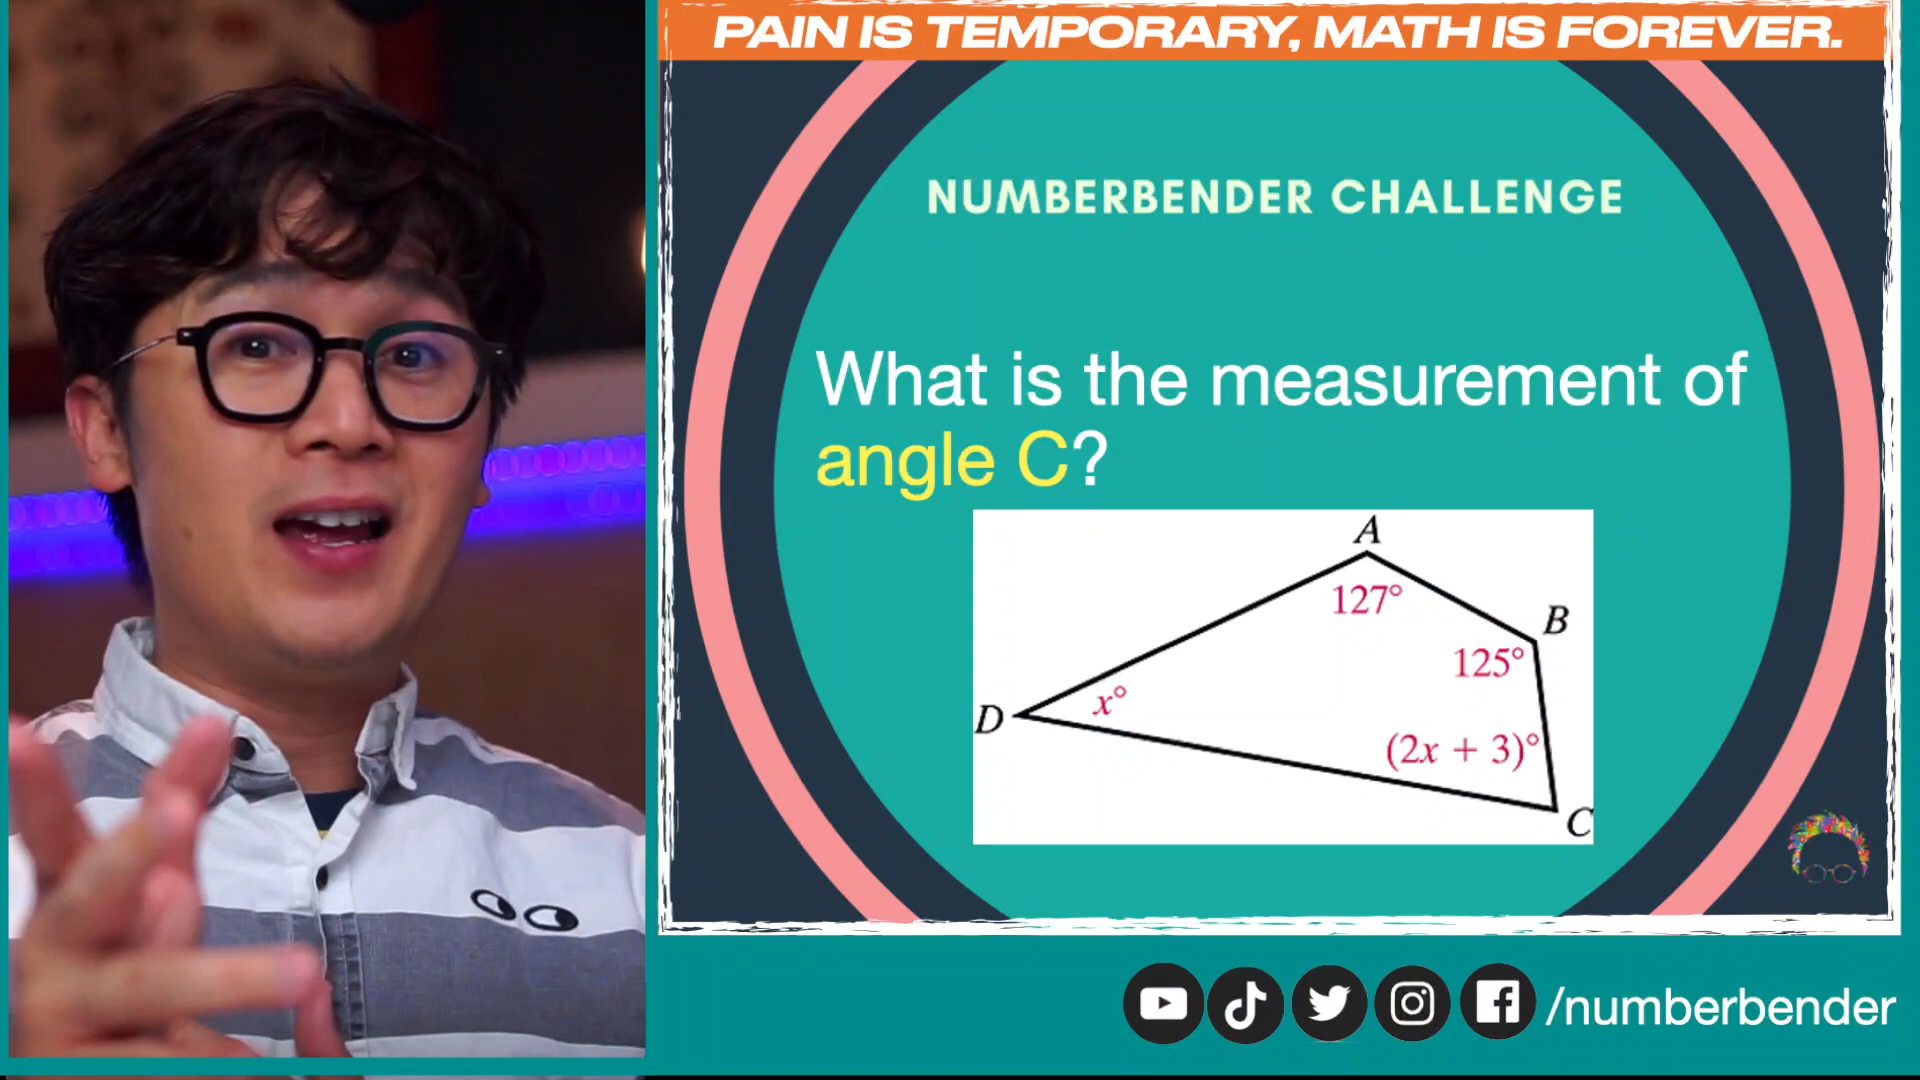 PAIN IS TEMPORARY, MATH IS FOREVER.
NUMBERBENDER CHALLENGE
What is the measurement of
angle C?
A
127°
B
125°
x°
D
(2x + 3)°
C
/numberbender